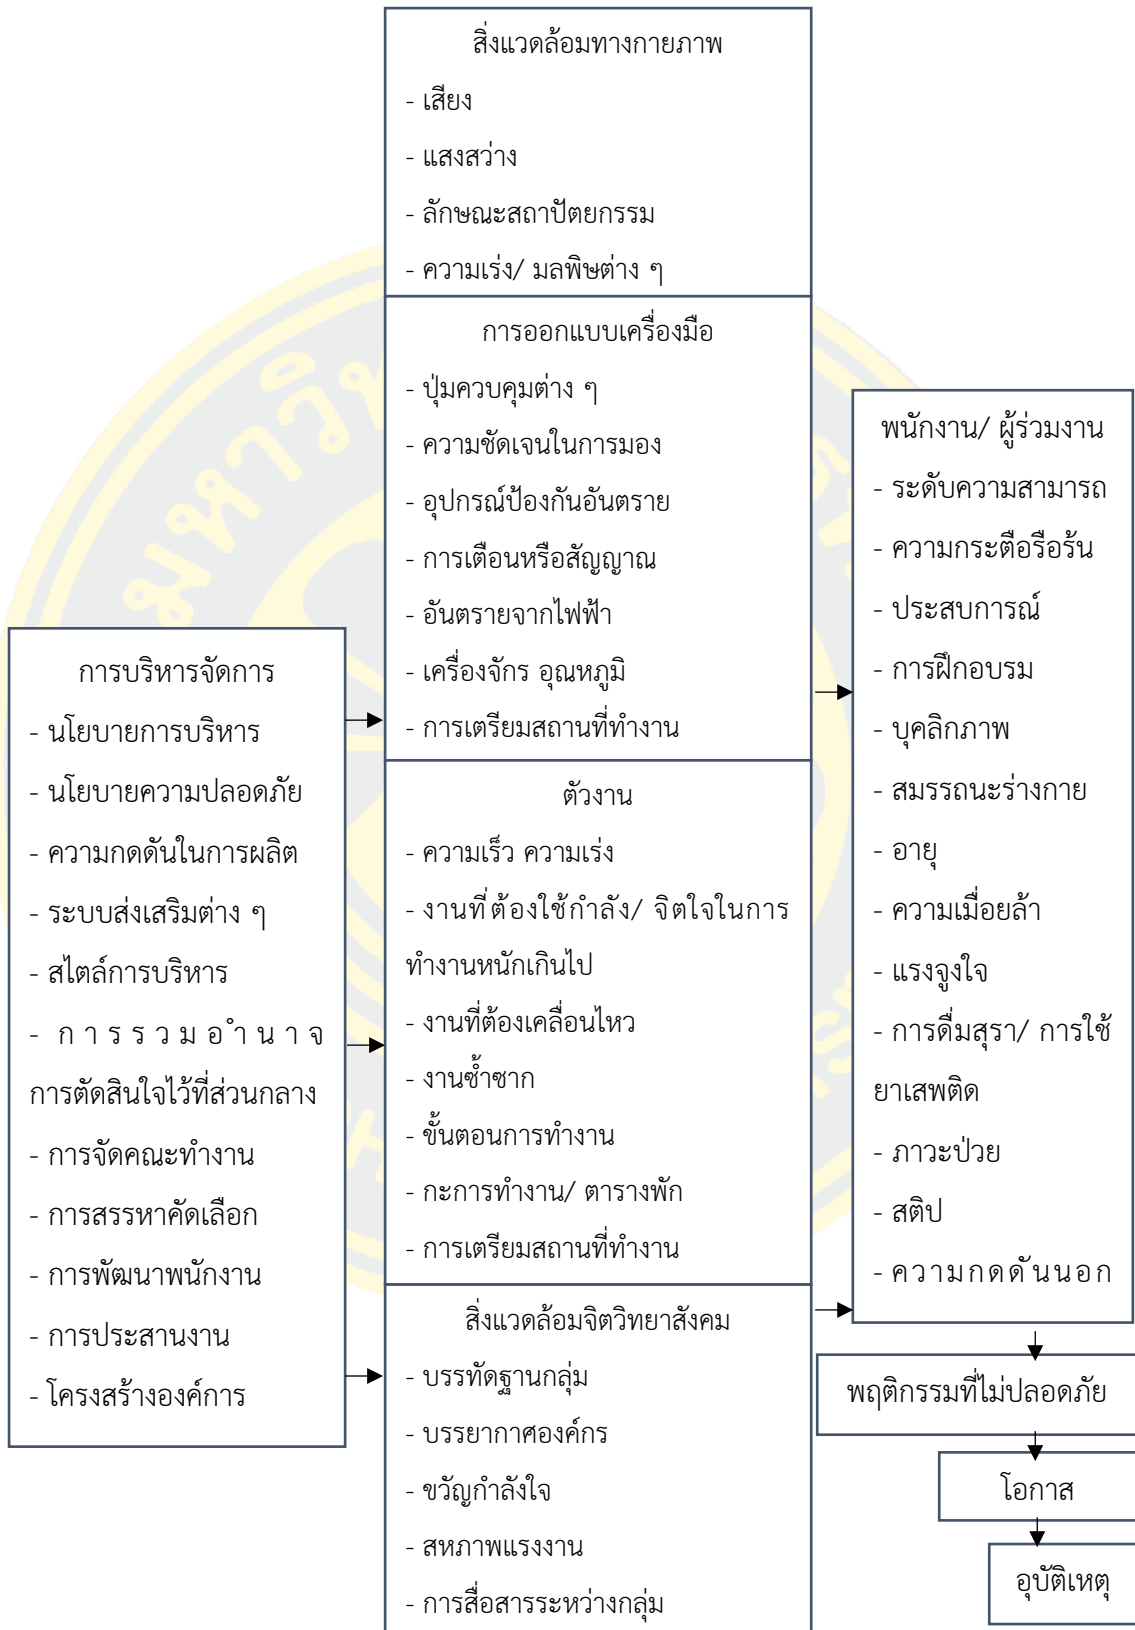 สิ่งแวดล้อมทางกายภาพ
- เสียง
- แสงสว่าง
- ลักษณะสถาปัตยกรรม
- ความเร่ง/ มลพิษต่าง ๆ
การออกแบบเครื่องมือ
- ปุ่มควบคุมต่าง ๆ
- ความชัดเจนในการมอง
- อุปกรณ์ป้องกันอันตราย
- การเตือนหรือสัญญาณ
- อันตรายจากไฟฟ้า
- เครื่องจักร อุณหภูมิ
- การเตรียมสถานที่ทำงาน
การบริหารจัดการ
- นโยบายการบริหาร
- นโยบายความปลอดภัย
- ความกดดันในการผลิต
- ระบบส่งเสริมต่าง ๆ
- สไตล์การบริหาร
- การรวมอำนาจ
การตัดสินใจไว้ที่ส่วนกลาง
- การจัดคณะทำงาน
- การสรรหาคัดเลือก
- การพัฒนาพนักงาน
- การประสานงาน
- โครงสร้างองค์การ
ตัวงาน
- ความเร็ว ความเร่ง
- งานที่ต้องใช้กำลัง/ จิตใจในการ
ทำงานหนักเกินไป
- งานที่ต้องเคลื่อนไหว
- งานซ้ำซาก
- ขั้นตอนการทำงาน
- กะการทำงาน/ ตารางพัก
- การเตรียมสถานที่ทำงาน
สิ่งแวดล้อมจิตวิทยาสังคม
- บรรทัดฐานกลุ่ม
- บรรยากาศองค์กร
- ขวัญกำลังใจ
- สหภาพแรงงาน
- การสื่อสารระหว่างกลุ่ม
พนักงาน/ ผู้ร่วมงาน
- ระดับความสามารถ
- ความกระตือรือร้น
- ประสบการณ์
- การฝึกอบรม
- บุคลิกภาพ
- สมรรถนะร่างกาย
- อายุ
- ความเมื่อยล้า
- แรงจูงใจ
- การดื่มสุรา/ การใช้
ยาเสพติด
- ภาวะป่วย
- สติป
- ความกดดันนอก
พฤติกรรมที่ไม่ปลอดภัย
โอกาส
อุบัติเหตุ